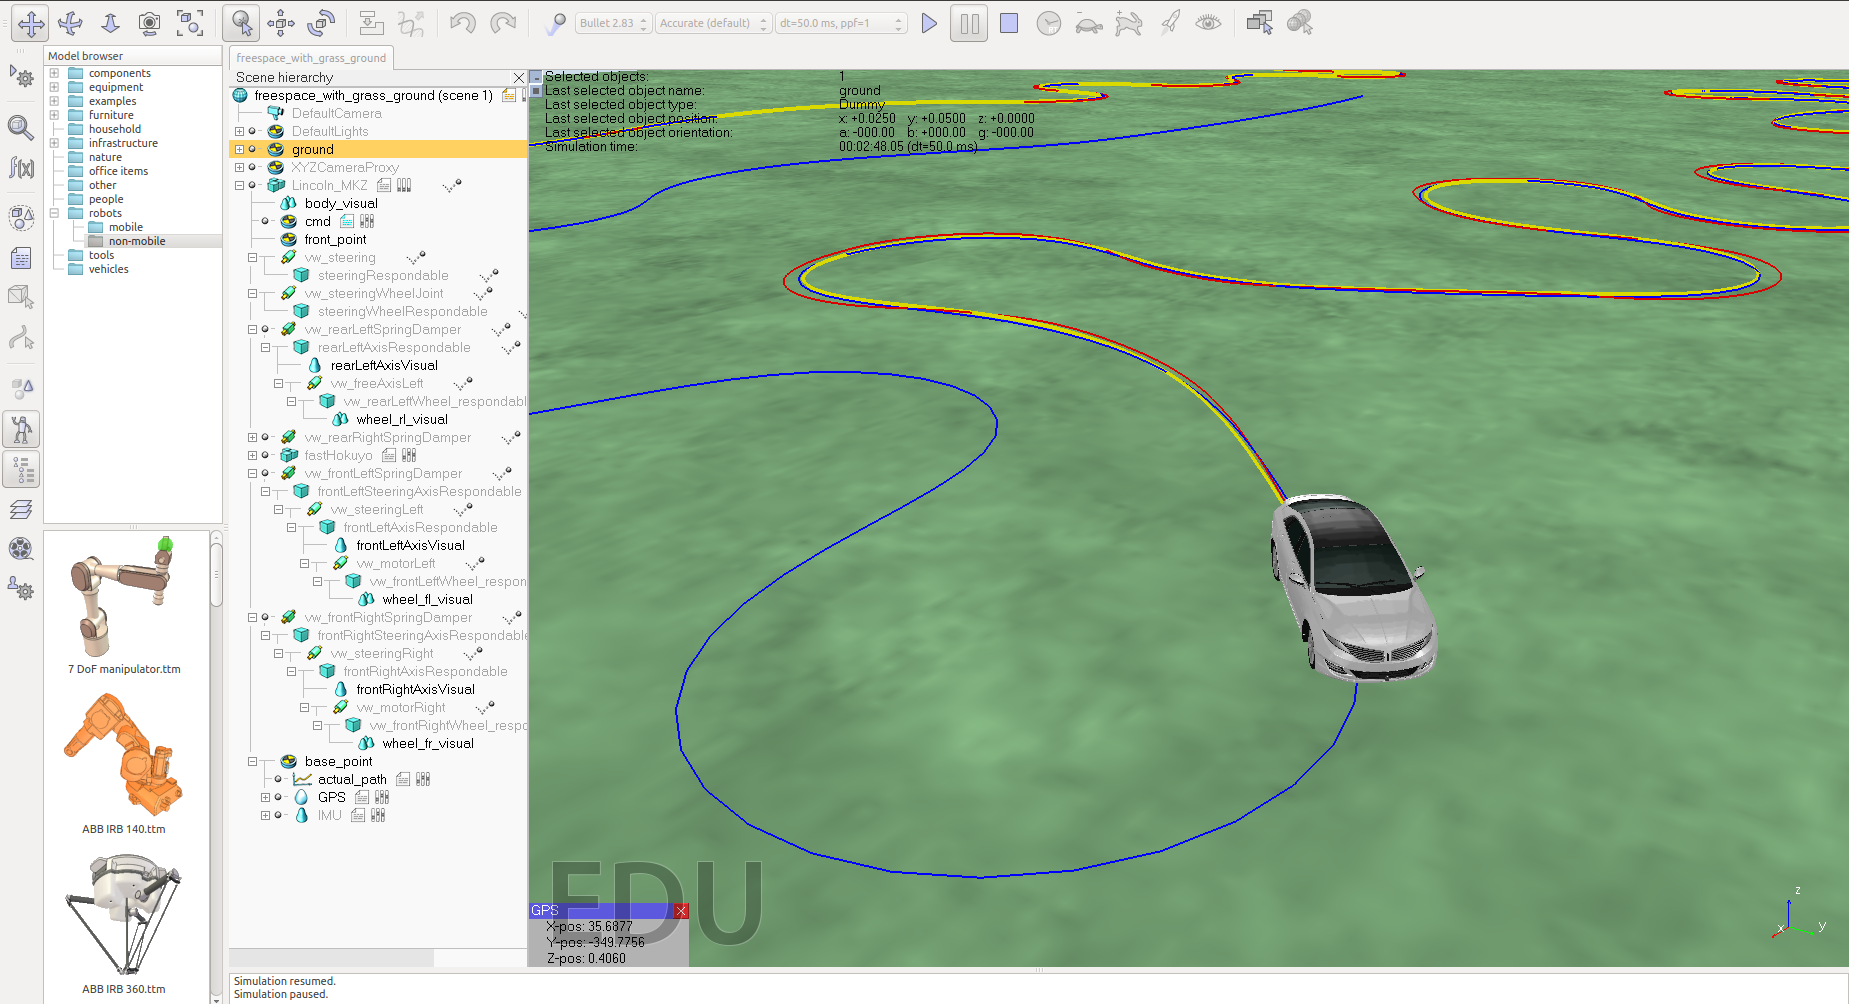 Bullet 2.83
Accurate (default)
dt=50.0 ms, ppf=1
Model browser
components
equipment
examples
furniture
household
infrastructure
nature
office items
other
people
robots
mobile
non-mobile
tools
vehicles
7 DoF manipulator.ttm
ABB IRB 140.ttm
ABB IRB 360.ttm
freespace_with_grass_ground
Scene hierarchy
freespace_with_grass_ground (scene 1)
DefaultCamera
DefaultLights
ground
XYZCameraProxy
Lincoln_MKZ
body_visual
cmd
front_point
vw_steering
steeringRespondable
vw_steeringWheelJoint
steeringWheelRespondable
vw_rearLeftSpringDamper
rearLeftAxisRespondable
rearLeftAxisVisual
vw_freeAxisLeft
vw_rearLeftWheel_respondabl
wheel_rl_visual
vw_rearRightSpringDamper
fastHokuyo
vw_frontLeftSpringDamper
frontLeftSteeringAxisRespondable
vw_steeringLeft
frontLeftAxisRespondable
frontLeftAxisVisual
vw_motorLeft
vw_frontLeftWheel_respon
wheel_fl_visual
vw_frontRightSpringDamper
frontRightSteeringAxisRespondable
vw_steeringRight
frontRightAxisRespondable
frontRightAxisVisual
vw_motorRight
vw_frontRightWheel_respo
wheel_fr_visual
base_point
actual_path
GPS
IMU
Selected objects: 1
Last selected object name: ground
Last selected object type: Dummy
Last selected object position: x: +0.0250 y: +0.0500 z: +0.0000
Last selected object orientation: a: -000.00 b: +000.00 g: -000.00
Simulation time: 00:02:48.05 (dt=50.0 ms)
EDU
GPS
X-pos: 35.6877
Y-pos: -349.7756
Z-pos: 0.4060
z
x
y
Simulation resumed.
Simulation paused.